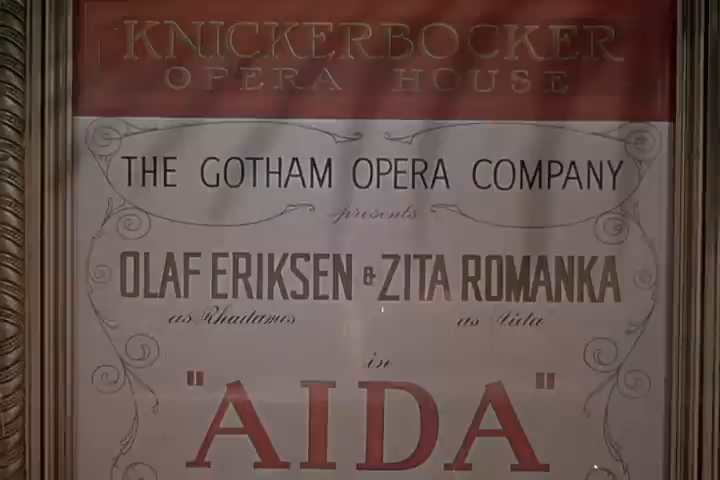 KNICKERBOCKER
OPERA HOUSE
THE GOTHAM OPERA COMPANY
presents
OLAF ERIKSEN & ZITA ROMANKA
as Rhadames as Aida
in
"AIDA"